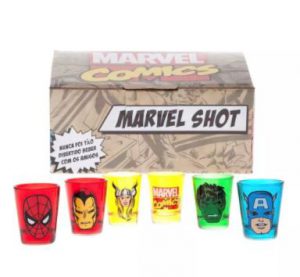 MARVEL
COMICS
MARVEL SHOT
NUNCA FOI TÃO
DIVERTIDO BEBER
COM OS AMIGOS
MARVEL
COMICS